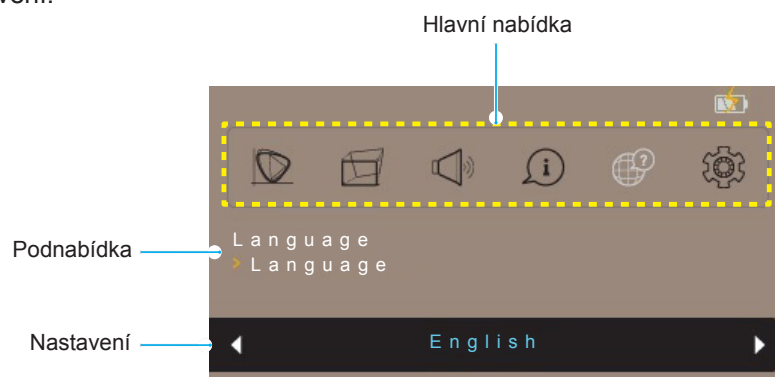 Hlavní nabídka
Language
Podnabídka
Language
Nastavení
English